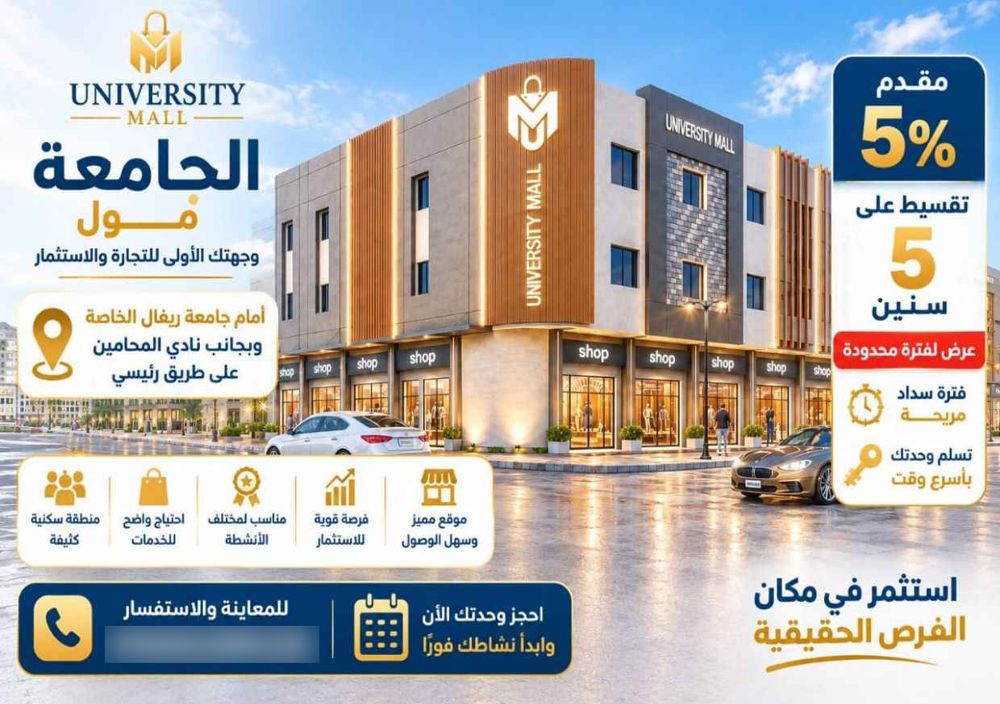 UNIVERSITY
MALL
الجامعة
مول
وجهتك الأولى للتجارة والاستثمار
أمام جامعة ريفال الخاصة
وبجانب نادي المحامين
على طريق رئيسي
UNIVERSITY MALL
UNIVERSITY MALL
shop
shop
shop
shop
shop
shop
shop
shop
shop
مقدم
5%
تقسيط على
5
سنين
عرض لفترة محدودة
فترة سداد
مريحة
تسلم وحدتك
بأسرع وقت
موقع مميز
وسهل الوصول
فرصة قوية
للاستثمار
مناسب لمختلف
الأنشطة
احتياج واضح
للخدمات
منطقة سكنية
كثيفة
احجز وحدتك الآن
وابدأ نشاطك فورًا
للمعاينة والاستفسار
استثمر في مكان
الفرص الحقيقية